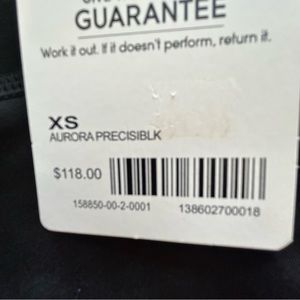 GUARANTEE
Work it out. If it doesn't perform, return it.
XS
AURORA PRECISIBLK
$118.00
158850-00-2-0001 138602700018